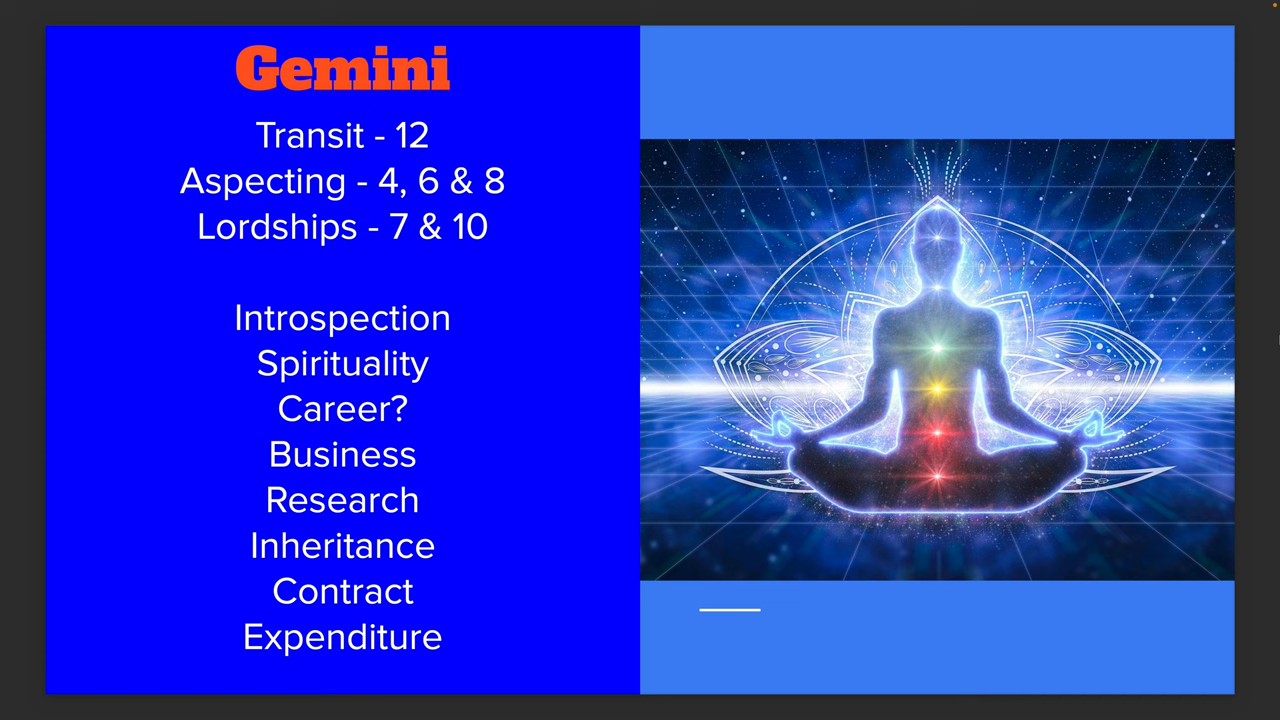 Gemini
Transit - 12
Aspecting - 4, 6 & 8
Lordships - 7 & 10
Introspection
Spirituality
Career?
Business
Research
Inheritance
Contract
Expenditure